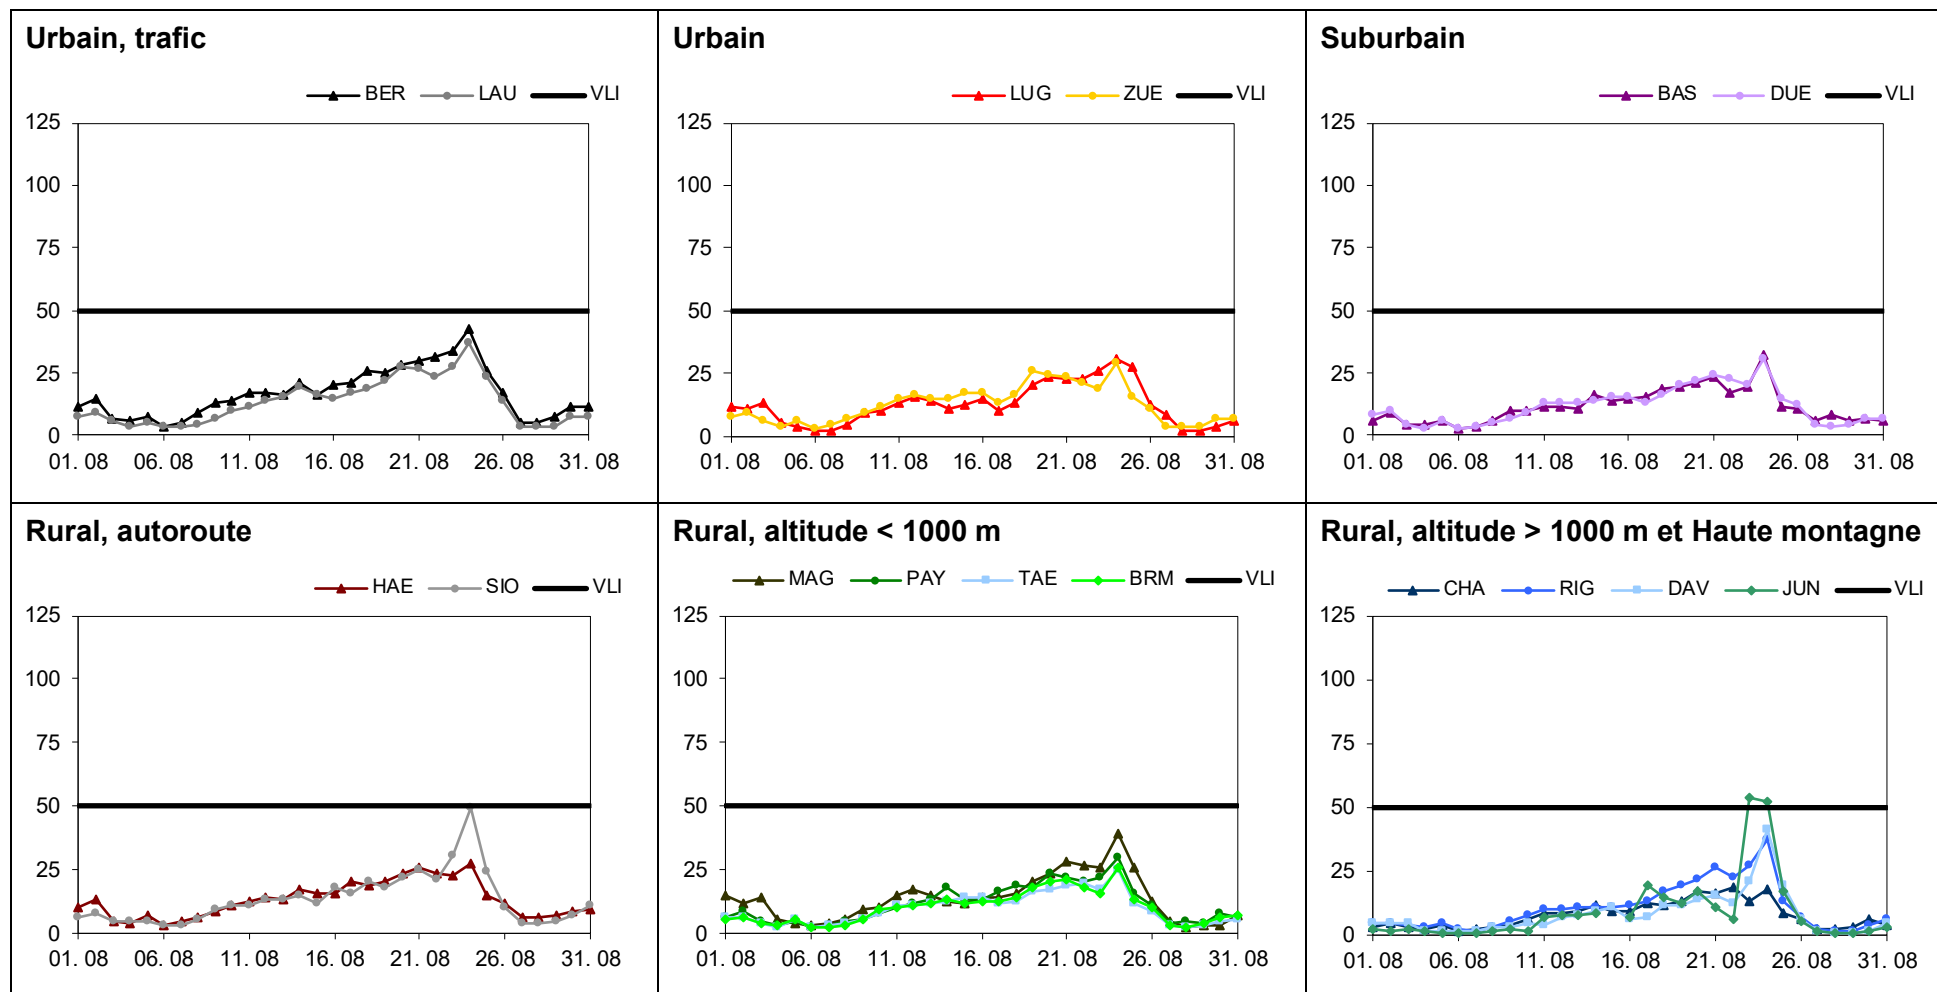 Urbain, trafic
BER LAU VLI
125
100
75
50
25
0
01. 08 06. 08 11. 08 16. 08 21. 08 26. 08 31. 08
Urbain
LUG ZUE VLI
125
100
75
50
25
0
01. 08 06. 08 11. 08 16. 08 21. 08 26. 08 31. 08
Suburbain
BAS DUE VLI
125
100
75
50
25
0
01. 08 06. 08 11. 08 16. 08 21. 08 26. 08 31. 08
Rural, autoroute
HAE SIO VLI
125
100
75
50
25
0
01. 08 06. 08 11. 08 16. 08 21. 08 26. 08 31. 08
Rural, altitude < 1000 m
MAG PAY TAE BRM VLI
125
100
75
50
25
0
01. 08 06. 08 11. 08 16. 08 21. 08 26. 08 31. 08
Rural, altitude > 1000 m et Haute montagne
CHA RIG DAV JUN VLI
125
100
75
50
25
0
01. 08 06. 08 11. 08 16. 08 21. 08 26. 08 31. 08